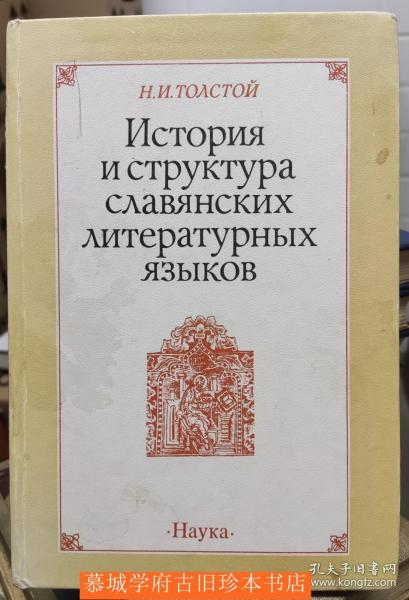 Н.И.ТОЛСТОЙ
История
и структура
славянских
литературных
языков
·Наука·
孔夫子旧书网
www.kongfz.com
慕城学府古旧珍本书店